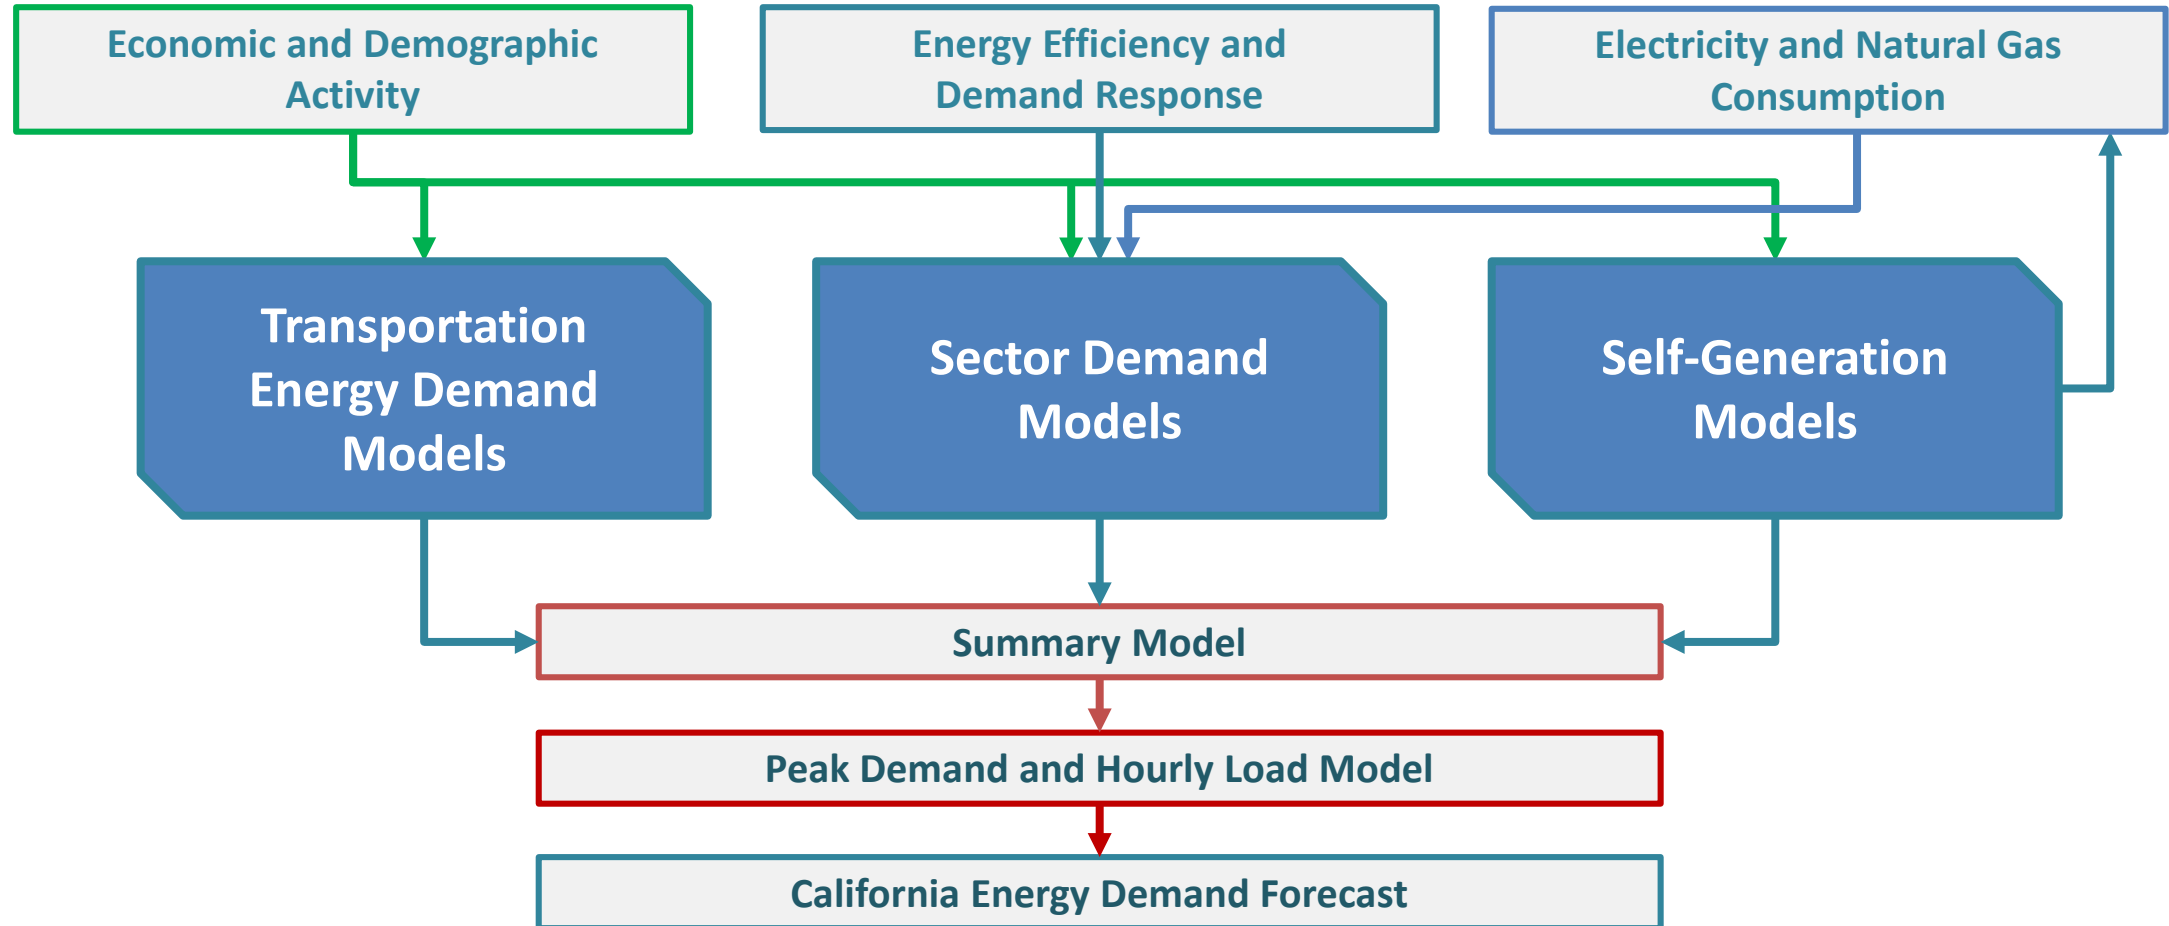 Economic and Demographic
Activity
Energy Efficiency and
Demand Response
Electricity and Natural Gas
Consumption
Transportation
Energy Demand
Models
Sector Demand
Models
Self-Generation
Models
Summary Model
Peak Demand and Hourly Load Model
California Energy Demand Forecast